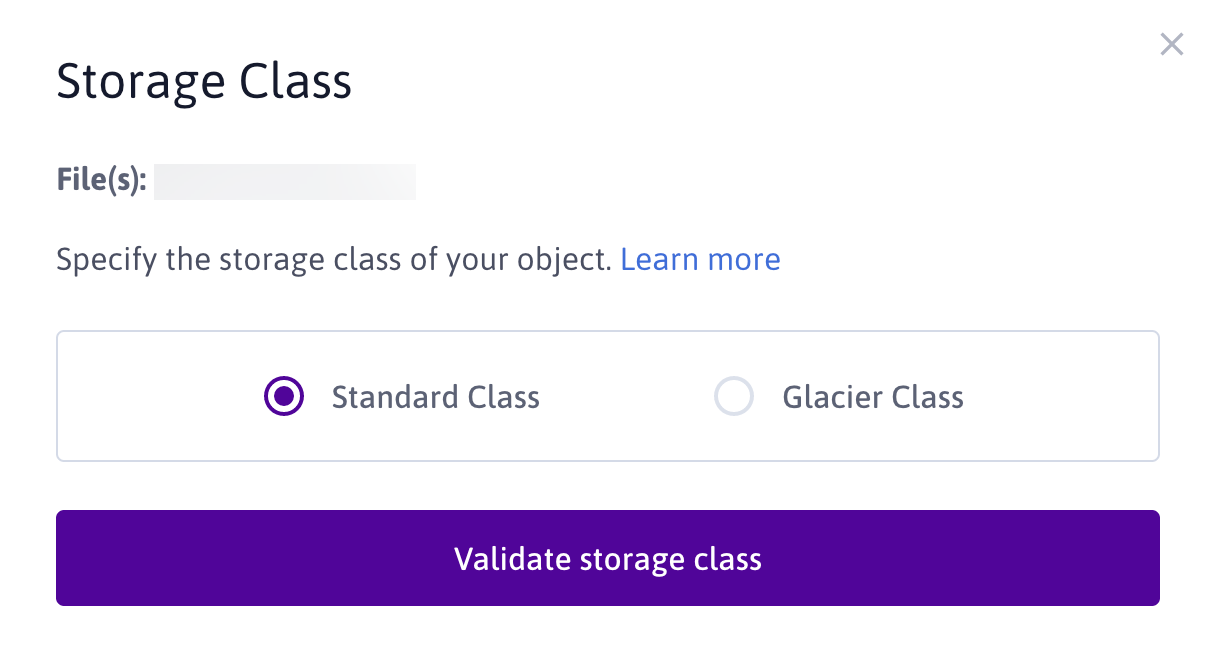 Storage Class
File(s):
Specify the storage class of your object. Learn more
Standard Class Glacier Class
Validate storage class